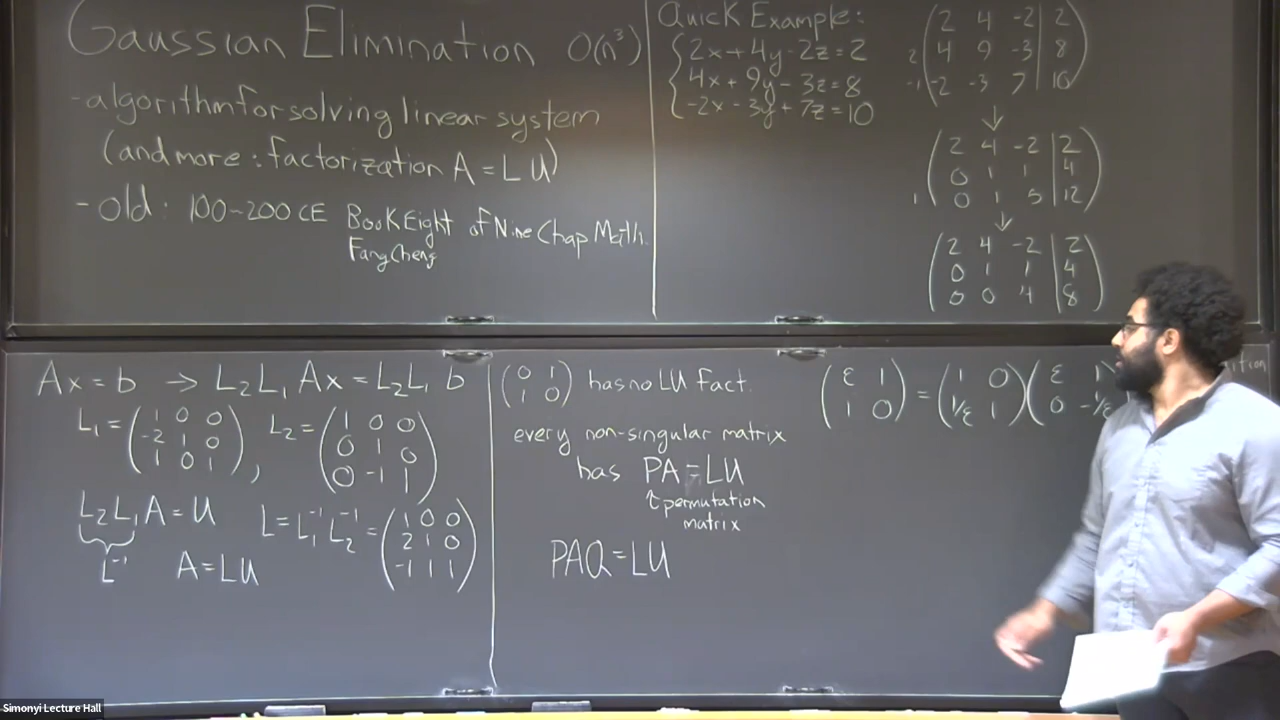 Gaussian Elimination O(n³)
- algorithm for solving linear system
(and more: factorization A = LU)
- old: 100-200 CE Book Eight of Nine Chap Math.
Fangcheng
Quick Example:
2x+4y-2z=2
4x+9y-3z=8
-2x-3y+7z=10
2 4 -2 | 2
2 4 9 -3 | 8
-1 -2 -3 7 | 10
↓
2 4 -2 | 2
0 1 1 | 4
1 0 1 5 | 12
↓
2 4 -2 | 2
0 1 1 | 4
0 0 4 | 8
Ax = b → L₂L₁Ax = L₂L₁b
L₁ = (1 0 0; -2 1 0; 1 0 1), L₂ = (1 0 0; 0 1 0; 0 -1 1)
L₂L₁A = U L = L₁⁻¹L₂⁻¹ = (1 0 0; 2 1 0; -1 1 1)
L⁻¹ A = LU
(0 1; 1 0) has no LU fact.
every non-singular matrix
has PA = LU
↑ permutation
matrix
PAQ = LU
(ε 1; 1 0) = (1 0; 1/ε 1)(ε 1; 0 -1/ε
Simonyi Lecture Hall